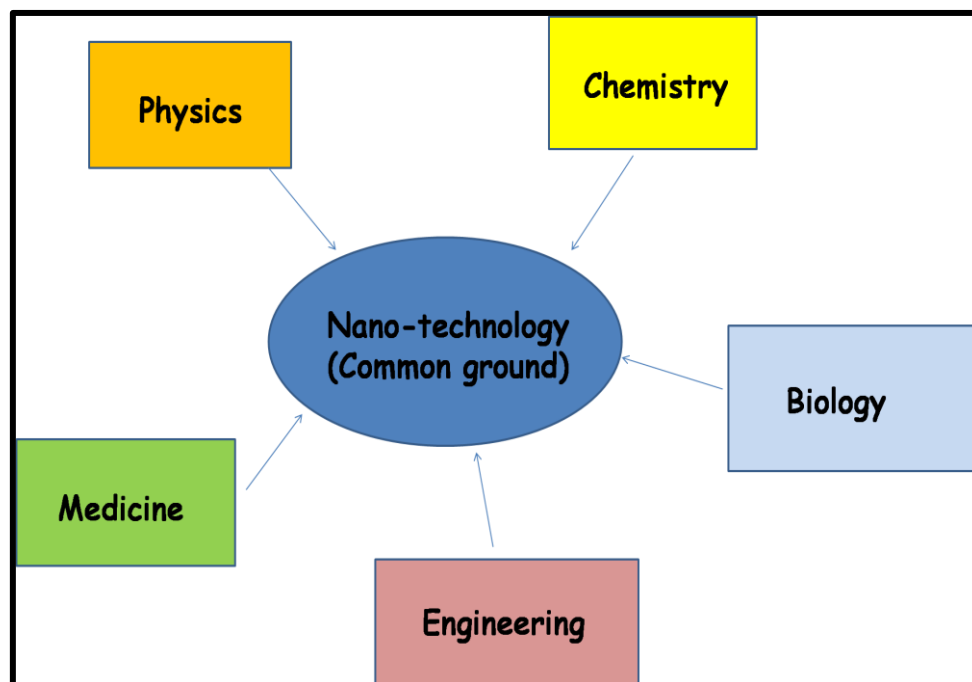 Physics
Chemistry
Nano-technology
(Common ground)
Biology
Medicine
Engineering